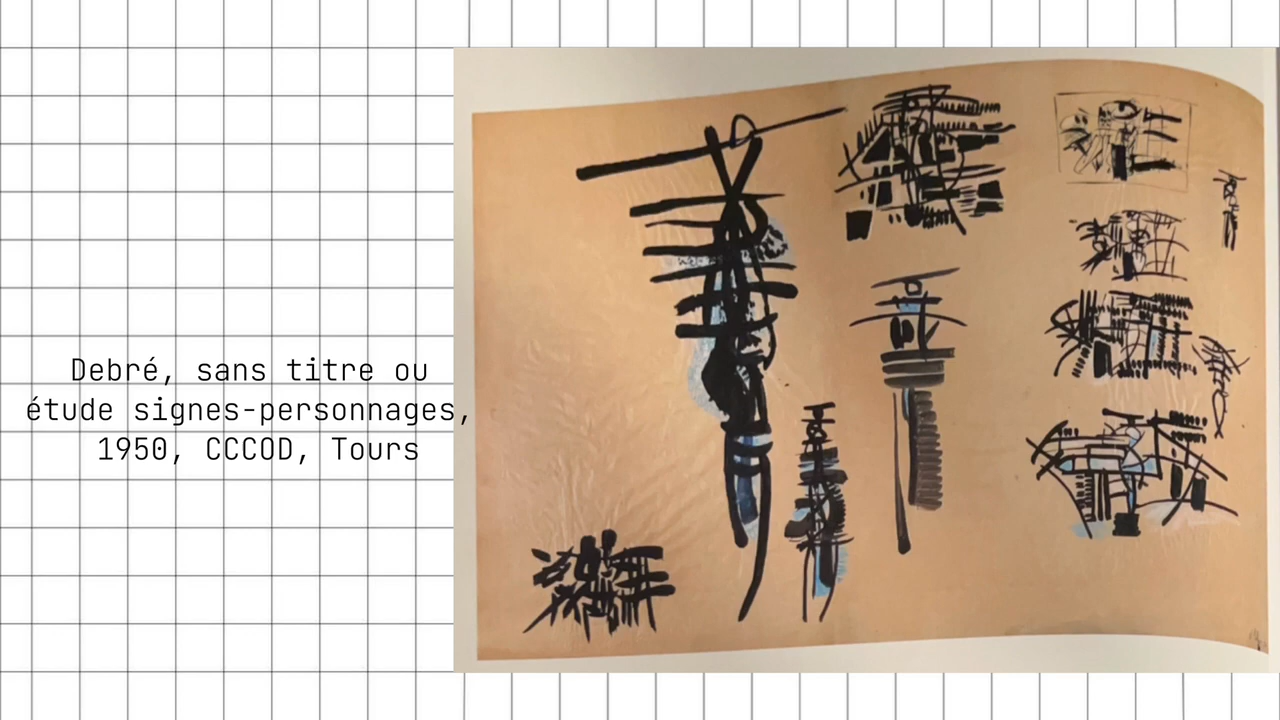 Debré, sans titre ou
étude signes-personnages,
1950, CCCOD, Tours